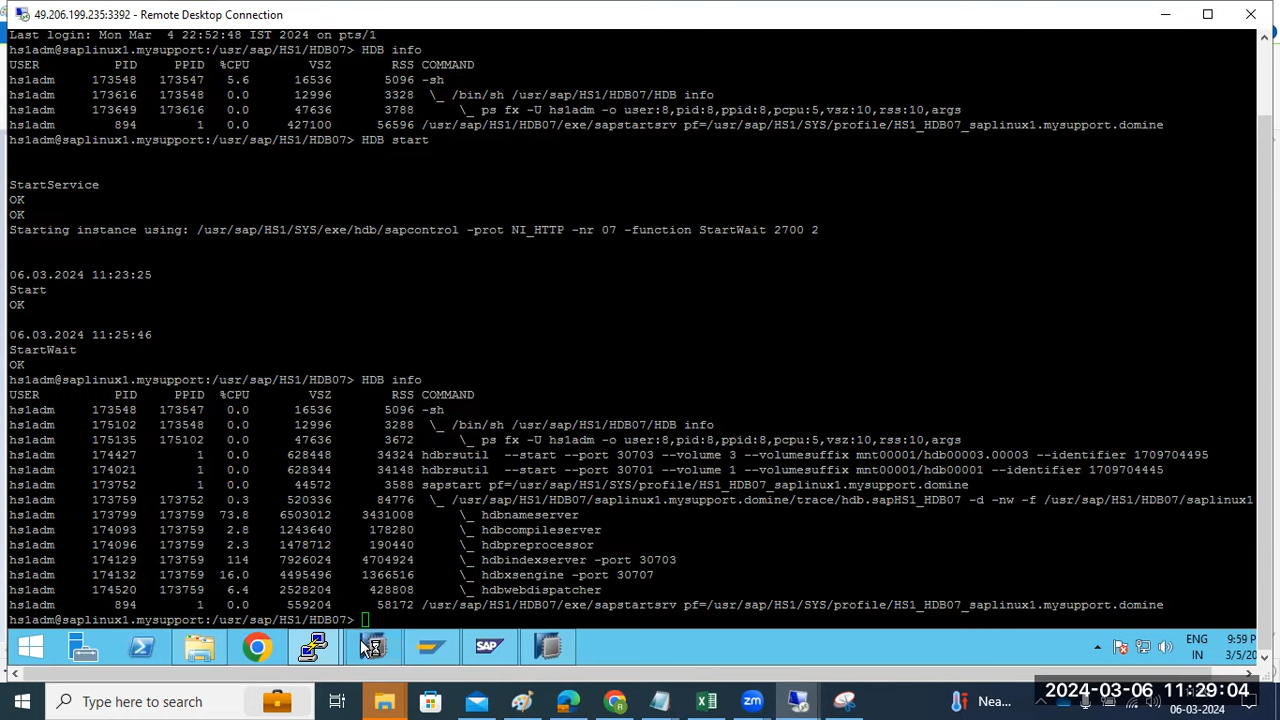 49.206.199.235:3392 - Remote Desktop Connection
Last login: Mon Mar  4 22:52:48 IST 2024 on pts/1
hs1adm@saplinux1.mysupport:/usr/sap/HS1/HDB07> HDB info
USER PID PPID %CPU VSZ RSS COMMAND
hs1adm 173548 173547 5.6 16536 5096 -sh
hs1adm 173616 173548 0.0 12996 3328 \_ /bin/sh /usr/sap/HS1/HDB07/HDB info
hs1adm 173649 173616 0.0 47636 3788 \_ ps fx -U hs1adm -o user:8,pid:8,ppid:8,pcpu:5,vsz:10,rss:10,args
hs1adm 894 1 0.0 427100 56596 /usr/sap/HS1/HDB07/exe/sapstartsrv pf=/usr/sap/HS1/SYS/profile/HS1_HDB07_saplinux1.mysupport.domine
hs1adm@saplinux1.mysupport:/usr/sap/HS1/HDB07> HDB start
StartService
OK
OK
Starting instance using: /usr/sap/HS1/SYS/exe/hdb/sapcontrol -prot NI_HTTP -nr 07 -function StartWait 2700 2
06.03.2024 11:23:25
Start
OK
06.03.2024 11:25:46
StartWait
OK
hs1adm@saplinux1.mysupport:/usr/sap/HS1/HDB07> HDB info
USER PID PPID %CPU VSZ RSS COMMAND
hs1adm 173548 173547 0.0 16536 5096 -sh
hs1adm 175102 173548 0.0 12996 3288 \_ /bin/sh /usr/sap/HS1/HDB07/HDB info
hs1adm 175135 175102 0.0 47636 3672 \_ ps fx -U hs1adm -o user:8,pid:8,ppid:8,pcpu:5,vsz:10,rss:10,args
hs1adm 174427 1 0.0 628448 34324 hdbrsutil  --start --port 30703 --volume 3 --volumesuffix mnt00001/hdb00003.00003 --identifier 1709704495
hs1adm 174021 1 0.0 628344 34148 hdbrsutil  --start --port 30701 --volume 1 --volumesuffix mnt00001/hdb00001 --identifier 1709704445
hs1adm 173752 1 0.0 44572 3588 sapstart pf=/usr/sap/HS1/SYS/profile/HS1_HDB07_saplinux1.mysupport.domine
hs1adm 173759 173752 0.3 520336 84776 \_ /usr/sap/HS1/HDB07/saplinux1.mysupport.domine/trace/hdb.sapHS1_HDB07 -d -nw -f /usr/sap/HS1/HDB07/saplinux1
hs1adm 173799 173759 73.8 6503012 3431008 \_ hdbnameserver
hs1adm 174093 173759 2.8 1243640 178280 \_ hdbcompileserver
hs1adm 174096 173759 2.3 1478712 190440 \_ hdbpreprocessor
hs1adm 174129 173759 114 7926024 4704924 \_ hdbindexserver -port 30703
hs1adm 174132 173759 16.0 4495496 1366516 \_ hdbxsengine -port 30707
hs1adm 174520 173759 6.4 2528400 428808 \_ hdbwebdispatcher
hs1adm 894 1 0.0 559204 58172 /usr/sap/HS1/HDB07/exe/sapstartsrv pf=/usr/sap/HS1/SYS/profile/HS1_HDB07_saplinux1.mysupport.domine
hs1adm@saplinux1.mysupport:/usr/sap/HS1/HDB07>
SAP
ENG
IN
9:59 P
3/5/20
Type here to search
zm
Nea...
2024-03-06 11:29:04
06-03-2024